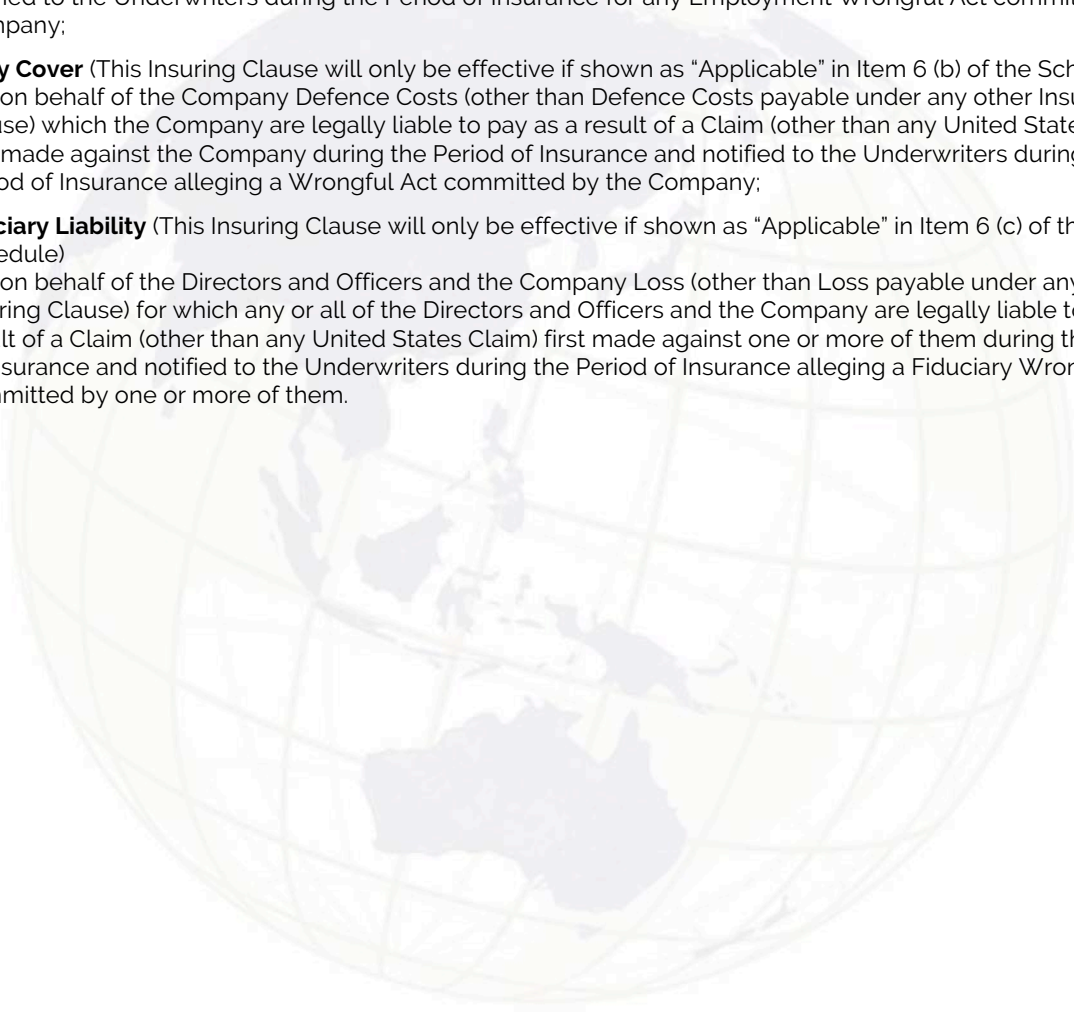 to the Underwriters during the Period of Insurance for any Employment Wrongful Act
mpany;
y Cover (This Insuring Clause will only be effective if shown as “Applicable” in Item 6 (b) of the Sch
on behalf of the Company Defence Costs (other than Defence Costs payable under any other Insu
use) which the Company are legally liable to pay as a result of a Claim (other than any United State
made against the Company during the Period of Insurance and notified to the Underwriters during
od of Insurance alleging a Wrongful Act committed by the Company;
ciary Liability (This Insuring Clause will only be effective if shown as “Applicable” in Item 6 (c) of th
edule)
on behalf of the Directors and Officers and the Company Loss (other than Loss payable under any
ring Clause) for which any or all of the Directors and Officers and the Company are legally liable to
lt of a Claim (other than any United States Claim) first made against one or more of them during th
surance and notified to the Underwriters during the Period of Insurance alleging a Fiduciary Wron
mmitted by one or more of them.